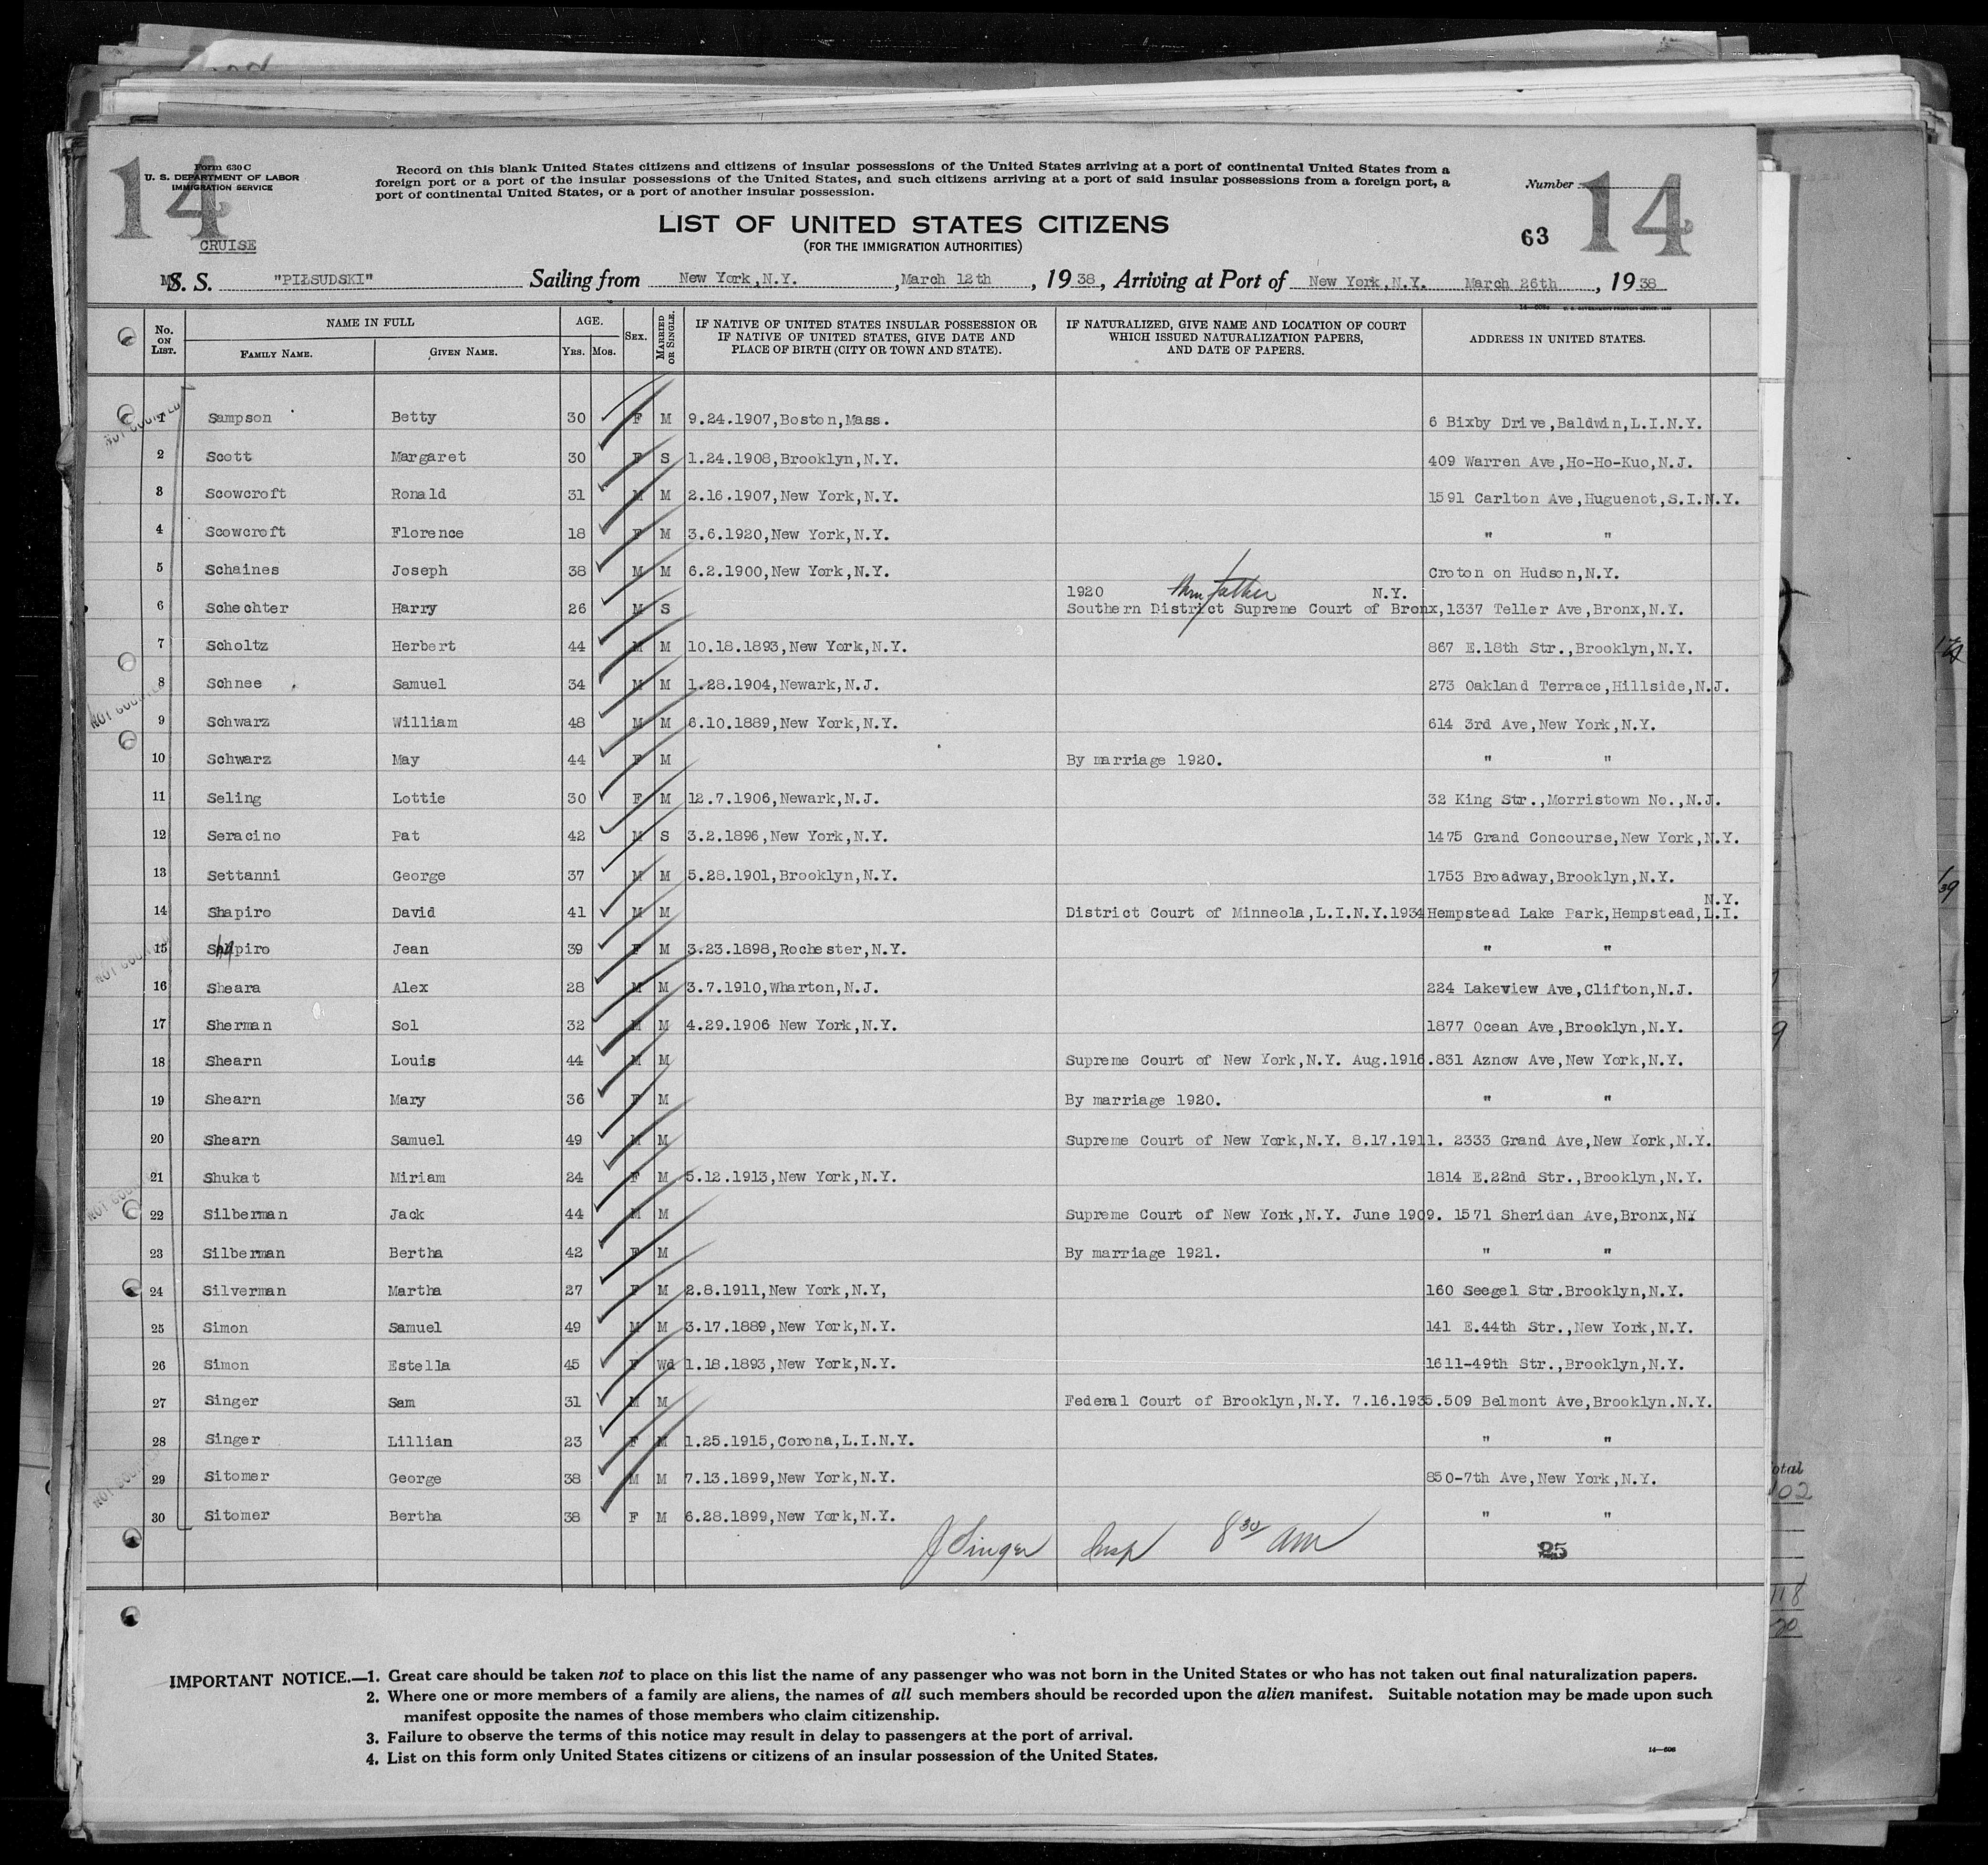 14
Form 630 C
U. S. DEPARTMENT OF LABOR
IMMIGRATION SERVICE
CRUISE
Record on this blank United States citizens and citizens of insular possessions of the United States arriving at a port of continental United States from a
foreign port or a port of the insular possessions of the United States, and such citizens arriving at a port of said insular possessions from a foreign port, a
port of continental United States, or a port of another insular possession.
Number
63
14
LIST OF UNITED STATES CITIZENS
(FOR THE IMMIGRATION AUTHORITIES)
S. S. "PIŁSUDSKI" Sailing from New York,N.Y. ,March 12th , 1938, Arriving at Port of New York,N.Y. March 26th , 1938
No. ON LIST. NAME IN FULL FAMILY NAME. GIVEN NAME. AGE. YRS. MOS. SEX. MARRIED OR SINGLE. IF NATIVE OF UNITED STATES INSULAR POSSESSION OR IF NATIVE OF UNITED STATES, GIVE DATE AND PLACE OF BIRTH (CITY OR TOWN AND STATE). IF NATURALIZED, GIVE NAME AND LOCATION OF COURT WHICH ISSUED NATURALIZATION PAPERS, AND DATE OF PAPERS. ADDRESS IN UNITED STATES.
1 Sampson Betty 30 F M 9.24.1907,Boston,Mass. 6 Bixby Drive,Baldwin,L.I.N.Y.
2 Scott Margaret 30 F S 1.24.1908,Brooklyn,N.Y. 409 Warren Ave,Ho-Ho-Kuo,N.J.
3 Scowcroft Ronald 31 M M 2.16.1907,New York,N.Y. 1591 Carlton Ave,Huguenot,S.I.N.Y.
4 Scowcroft Florence 18 F M 3.6.1920,New York,N.Y. " "
5 Schaines Joseph 38 M M 6.2.1900,New York,N.Y. Croton on Hudson,N.Y.
1920 thru father N.Y.
6 Schechter Harry 26 M S Southern District Supreme Court of Bronx,1337 Teller Ave,Bronx,N.Y.
7 Scholtz Herbert 44 M M 10.18.1893,New York,N.Y. 867 E.18th Str.,Brooklyn,N.Y.
8 Schnee Samuel 34 M M 1.28.1904,Newark,N.J. 273 Oakland Terrace,Hillside,N.J.
9 Schwarz William 48 M M 6.10.1889,New York,N.Y. 614 3rd Ave,New York,N.Y.
10 Schwarz May 44 F M By marriage 1920. " "
11 Seling Lottie 30 F M 12.7.1906,Newark,N.J. 32 King Str.,Morristown No.,N.J.
12 Seracino Pat 42 M S 3.2.1896,New York,N.Y. 1475 Grand Concourse,New York,N.Y.
13 Settanni George 37 M M 5.28.1901,Brooklyn,N.Y. 1753 Broadway,Brooklyn,N.Y.
N.Y.
14 Shapiro David 41 M M District Court of Minneola,L.I.N.Y.1934 Hempstead Lake Park,Hempstead,L.I.
15 Shapiro Jean 39 F M 3.23.1898,Rochester,N.Y. " "
16 Sheara Alex 28 M M 3.7.1910,Wharton,N.J. 224 Lakeview Ave,Clifton,N.J.
17 Sherman Sol 32 M M 4.29.1906 New York,N.Y. 1877 Ocean Ave,Brooklyn,N.Y.
18 Shearn Louis 44 M M Supreme Court of New York,N.Y. Aug.1916.831 Aznow Ave,New York,N.Y.
19 Shearn Mary 36 F M By marriage 1920. " "
20 Shearn Samuel 49 M M Supreme Court of New York,N.Y. 8.17.1911. 2333 Grand Ave,New York,N.Y.
21 Shukat Miriam 24 F M 5.12.1913,New York,N.Y. 1814 E.22nd Str.,Brooklyn,N.Y.
22 Silberman Jack 44 M M Supreme Court of New York,N.Y. June 1909. 1571 Sheridan Ave,Bronx,NY
23 Silberman Bertha 42 F M By marriage 1921. " "
24 Silverman Martha 27 F M 2.8.1911,New York,N.Y, 160 Seegel Str.Brooklyn,N.Y.
25 Simon Samuel 49 M M 3.17.1889,New York,N.Y. 141 E.44th Str.,New York,N.Y.
26 Simon Estella 45 F Wd 1.18.1893,New York,N.Y. 1611-49th Str.,Brooklyn,N.Y.
27 Singer Sam 31 M M Federal Court of Brooklyn,N.Y. 7.16.1935.509 Belmont Ave,Brooklyn.N.Y.
28 Singer Lillian 23 F M 1.25.1915,Corona,L.I.N.Y. " "
29 Sitomer George 38 M M 7.13.1899,New York,N.Y. 850-7th Ave,New York,N.Y.
30 Sitomer Bertha 38 F M 6.28.1899,New York,N.Y. " "
J Singer Insp 8 30 am
25
IMPORTANT NOTICE.—1. Great care should be taken not to place on this list the name of any passenger who was not born in the United States or who has not taken out final naturalization papers.
2. Where one or more members of a family are aliens, the names of all such members should be recorded upon the alien manifest. Suitable notation may be made upon such
manifest opposite the names of those members who claim citizenship.
3. Failure to observe the terms of this notice may result in delay to passengers at the port of arrival.
4. List on this form only United States citizens or citizens of an insular possession of the United States.
14—606